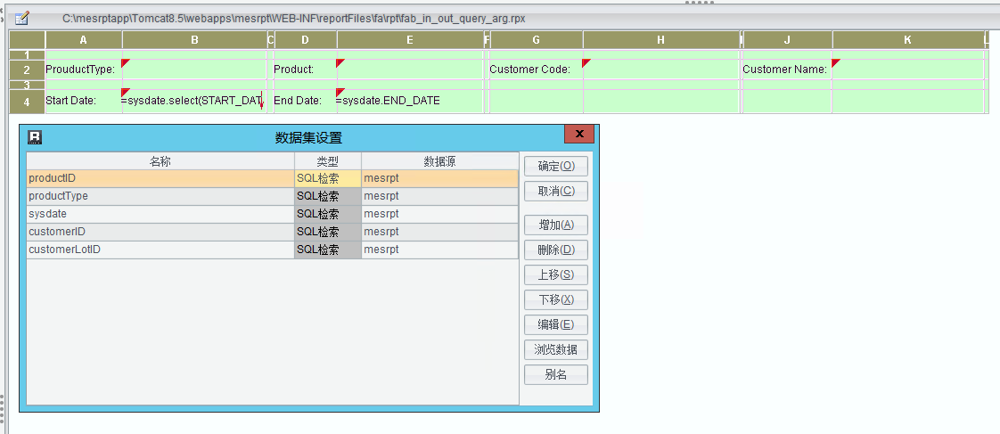 C:\mesrptapp\Tomcat8.5\webapps\mesrpt\WEB-INF\reportFiles\fa\rpt\fab_in_out_query_arg.rpx
A B C D E F G H I J K L
1
2 ProuductType: Product: Customer Code: Customer Name:
3
4 Start Date: =sysdate.select(START_DAT End Date: =sysdate.END_DATE
数据集设置 x
名称 类型 数据源
productID SQL检索 mesrpt
productType SQL检索 mesrpt
sysdate SQL检索 mesrpt
customerID SQL检索 mesrpt
customerLotID SQL检索 mesrpt
确定(O)
取消(C)
增加(A)
删除(D)
上移(S)
下移(X)
编辑(E)
浏览数据
别名